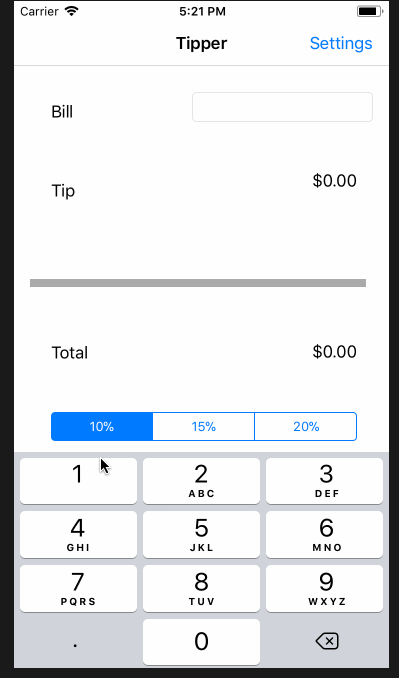 Carrier 5:21 PM
Tipper Settings
Bill
Tip $0.00
Total $0.00
10% 15% 20%
1 2 3
ABC DEF
4 5 6
GHI JKL MNO
7 8 9
PQRS TUV WXYZ
. 0